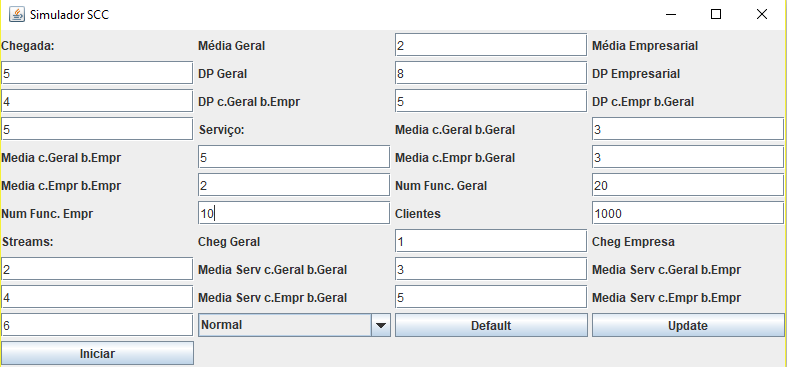 Simulador SCC
Chegada: Média Geral 2 Média Empresarial
5 DP Geral 8 DP Empresarial
4 DP c.Geral b.Empr 5 DP c.Empr b.Geral
5 Serviço: Media c.Geral b.Geral 3
Media c.Geral b.Empr 5 Media c.Empr b.Geral 3
Media c.Empr b.Empr 2 Num Func. Geral 20
Num Func. Empr 10 Clientes 1000
Streams: Cheg Geral 1 Cheg Empresa
2 Media Serv c.Geral b.Geral 3 Media Serv c.Geral b.Empr
4 Media Serv c.Empr b.Geral 5 Media Serv c.Empr b.Empr
6 Normal Default Update
Iniciar